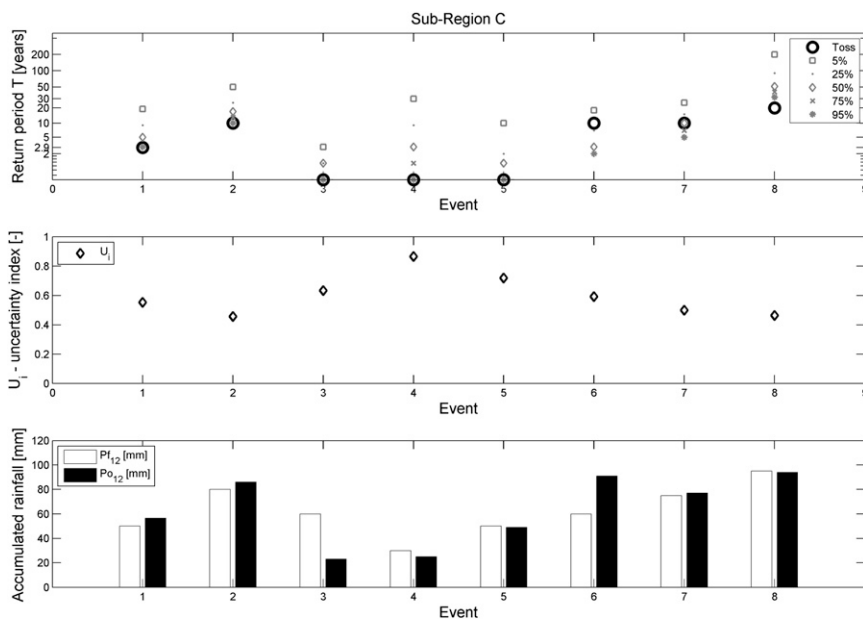 Sub-Region C
Return period T [years]
200
100
50
30
20
10
5
2.9
2
0 1 2 3 4 5 6 7 8 9
Event
Toss
5%
25%
50%
75%
95%
U_i - uncertainty index [-]
1
0.8
0.6
0.4
0.2
0
0 1 2 3 4 5 6 7 8 9
Event
U_i
Accumulated rainfall [mm]
120
100
80
60
40
20
0
1 2 3 4 5 6 7 8
Event
Pf_12 [mm]
Po_12 [mm]